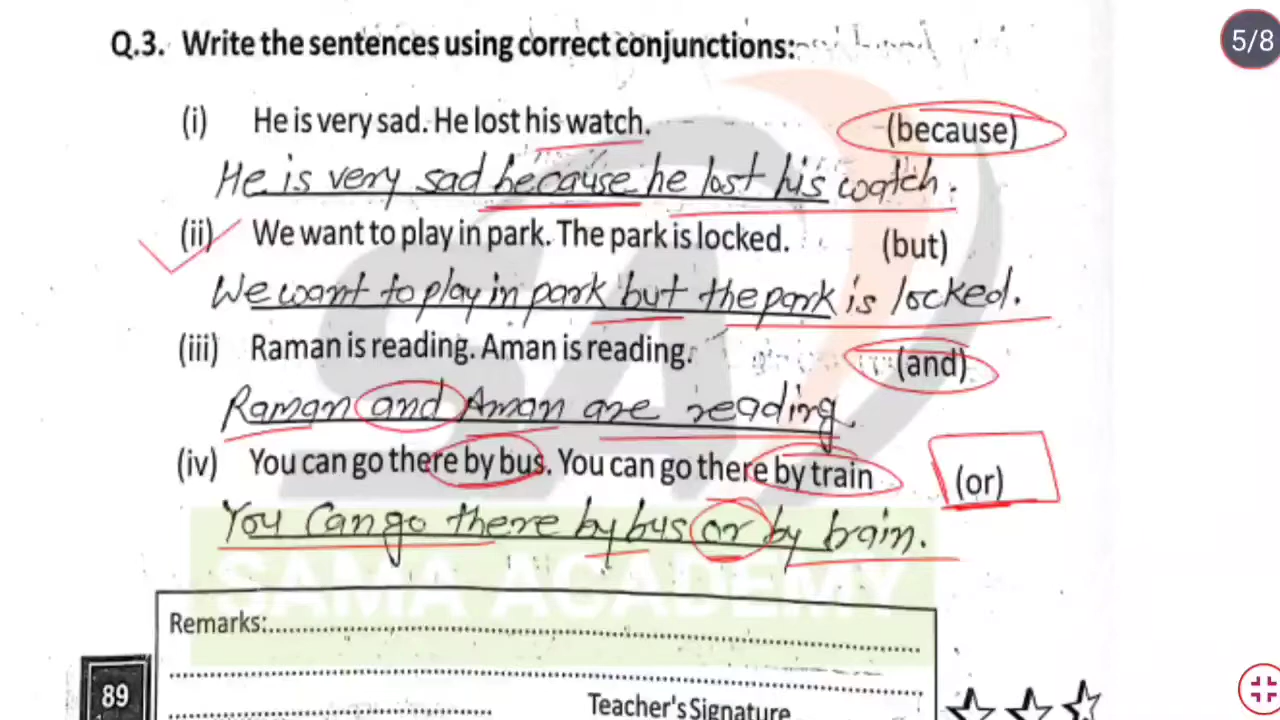 5/8
Q.3. Write the sentences using correct conjunctions:
(i) He is very sad. He lost his watch. (because)
He is very sad because he lost his watch.
(ii) We want to play in park. The park is locked. (but)
We want to play in park but the park is locked.
(iii) Raman is reading. Aman is reading. (and)
Raman and Aman are reading.
(iv) You can go there by bus. You can go there by train (or)
You can go there by bus or by brain.
SAMA ACADEMY
Remarks:
89
Teacher's Signature